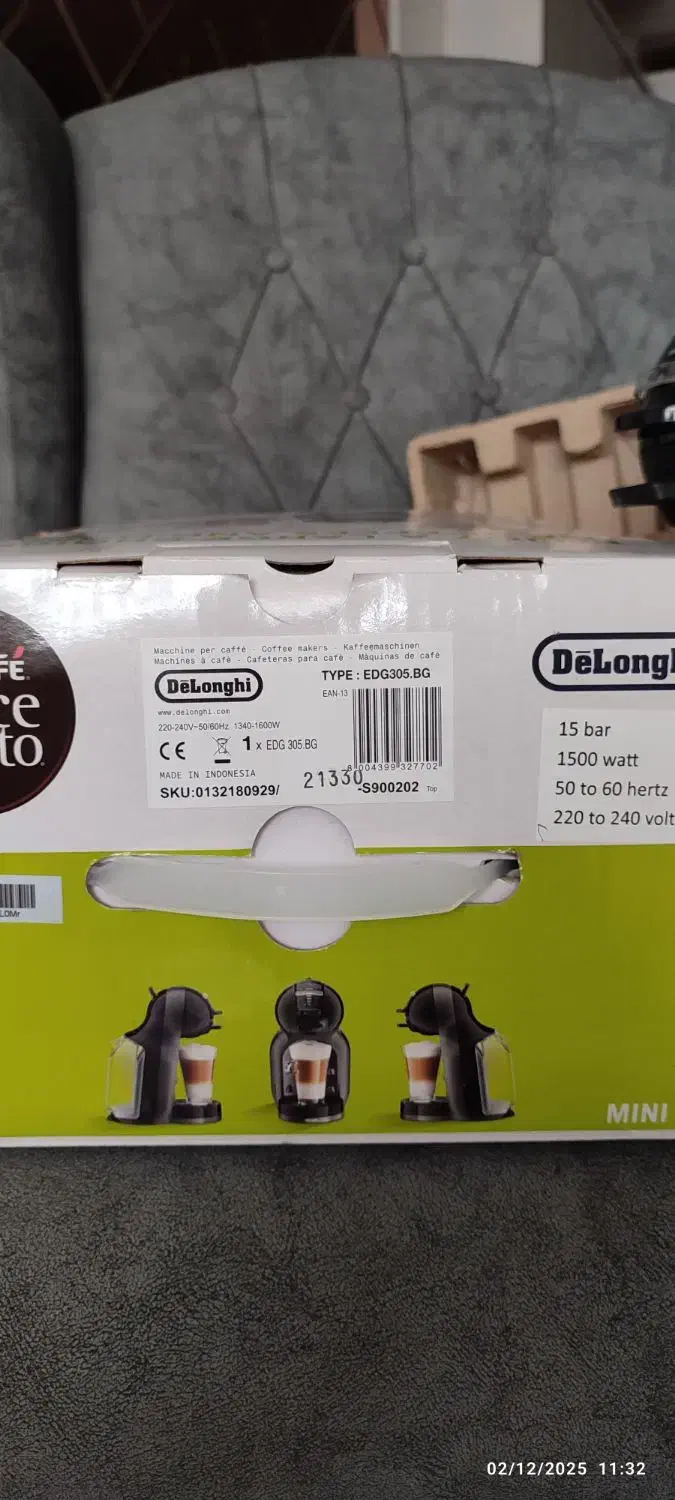 FÉ.
ce
to
Macchine per caffè - Coffee makers - Kaffeemaschinen
Machines à café - Cafeteras para café - Máquinas de café
DeLonghi
TYPE : EDG305.BG
www.delonghi.com
EAN-13
220-240V~50/60Hz 1340-1600W
CE
1 x EDG 305.BG
8 004399 327702
MADE IN INDONESIA
21330
SKU:0132180929/ -S900202 Top
DeLongh
15 bar
1500 watt
50 to 60 hertz
220 to 240 volt
LOMr
MINI
02/12/2025 11:32